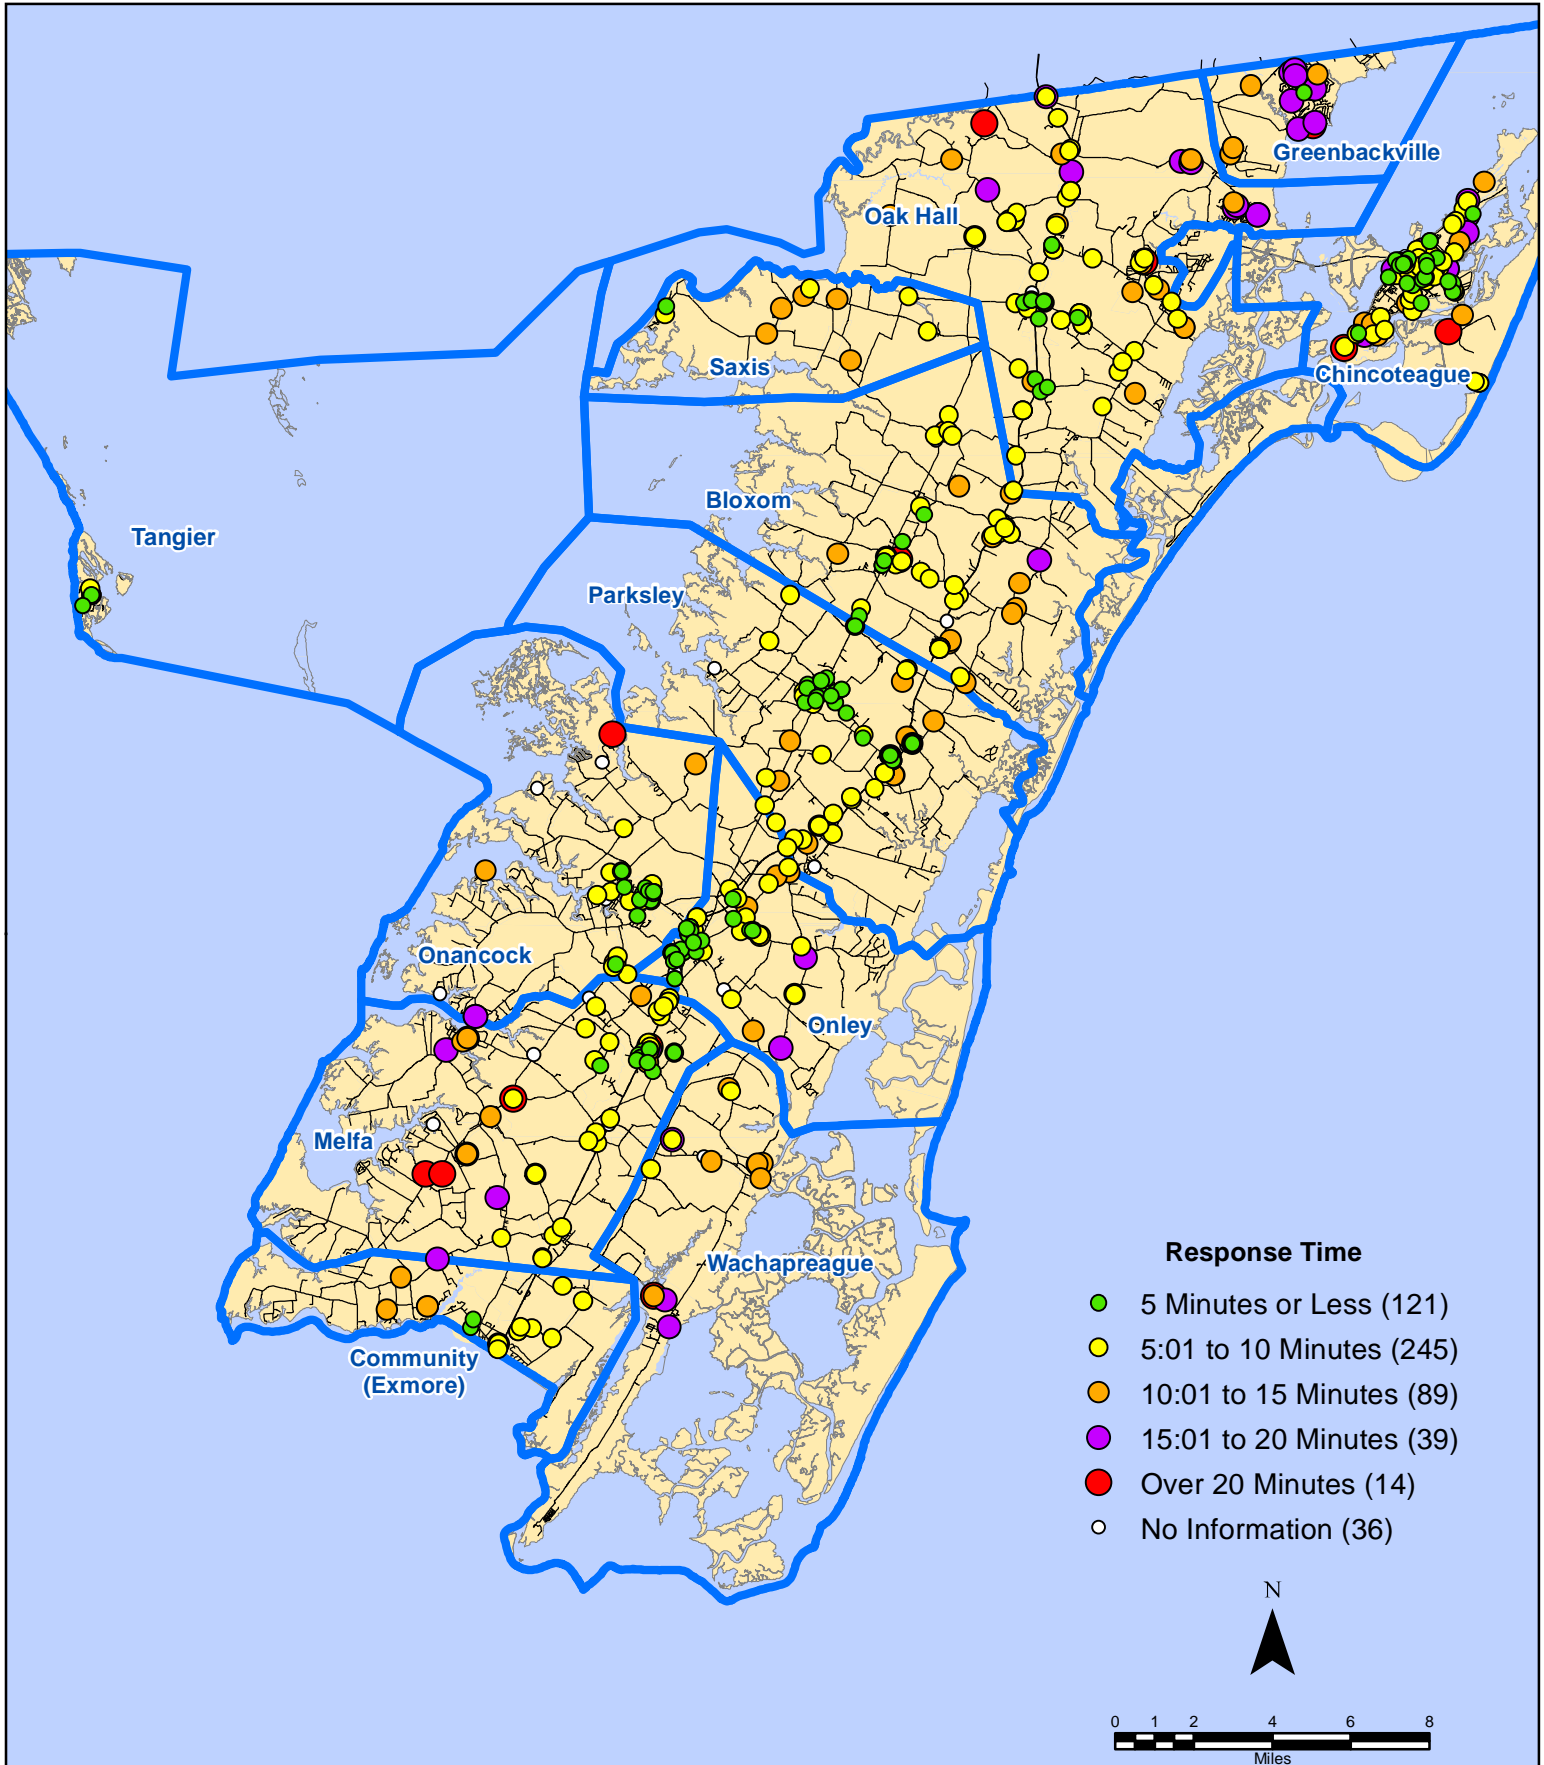 Greenbackville
Oak Hall
Saxis
Chincoteague
Bloxom
Tangier
Parksley
Onancock
Onley
Melfa
Wachapreague
Community
(Exmore)
Response Time
5 Minutes or Less (121)
5:01 to 10 Minutes (245)
10:01 to 15 Minutes (89)
15:01 to 20 Minutes (39)
Over 20 Minutes (14)
No Information (36)
N
0 1 2 4 6 8
Miles